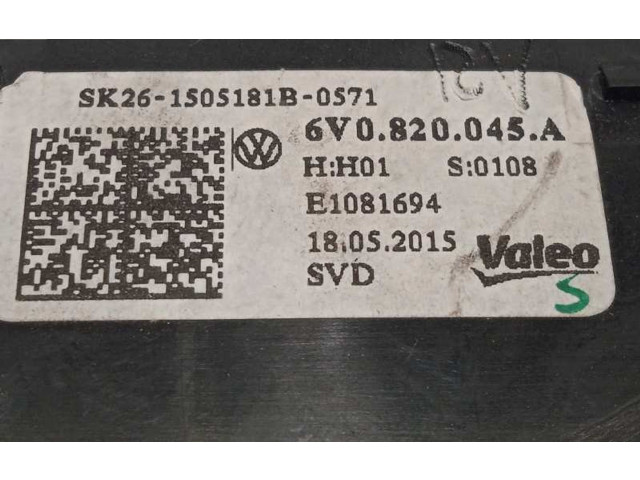 SK26-1505181B-0571
6V0.820.045.A
H:H01 S:0108
E1081694
18.05.2015
SVD
Valeo
S